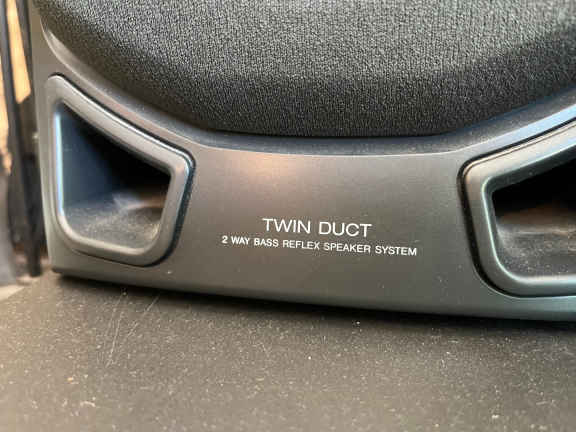 TWIN DUCT
2 WAY BASS REFLEX SPEAKER SYSTEM